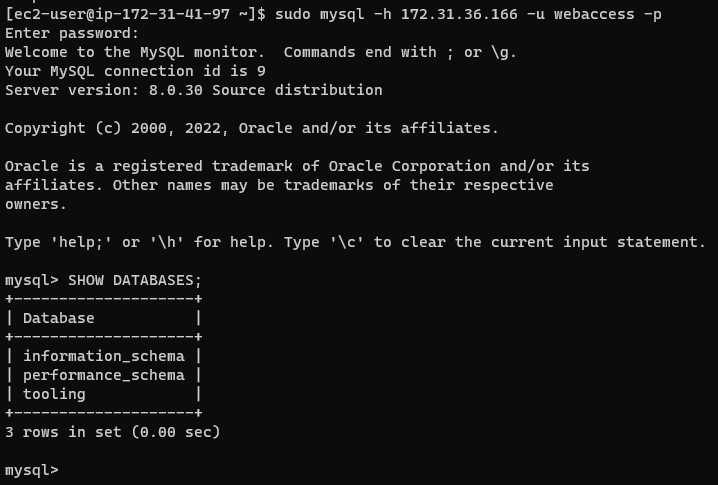 [ec2-user@ip-172-31-41-97 ~]$ sudo mysql -h 172.31.36.166 -u webaccess -p
Enter password:
Welcome to the MySQL monitor.  Commands end with ; or \g.
Your MySQL connection id is 9
Server version: 8.0.30 Source distribution

Copyright (c) 2000, 2022, Oracle and/or its affiliates.

Oracle is a registered trademark of Oracle Corporation and/or its
affiliates. Other names may be trademarks of their respective
owners.

Type 'help;' or '\h' for help. Type '\c' to clear the current input statement.

mysql> SHOW DATABASES;
+--------------------+
| Database           |
+--------------------+
| information_schema |
| performance_schema |
| tooling            |
+--------------------+
3 rows in set (0.00 sec)

mysql>